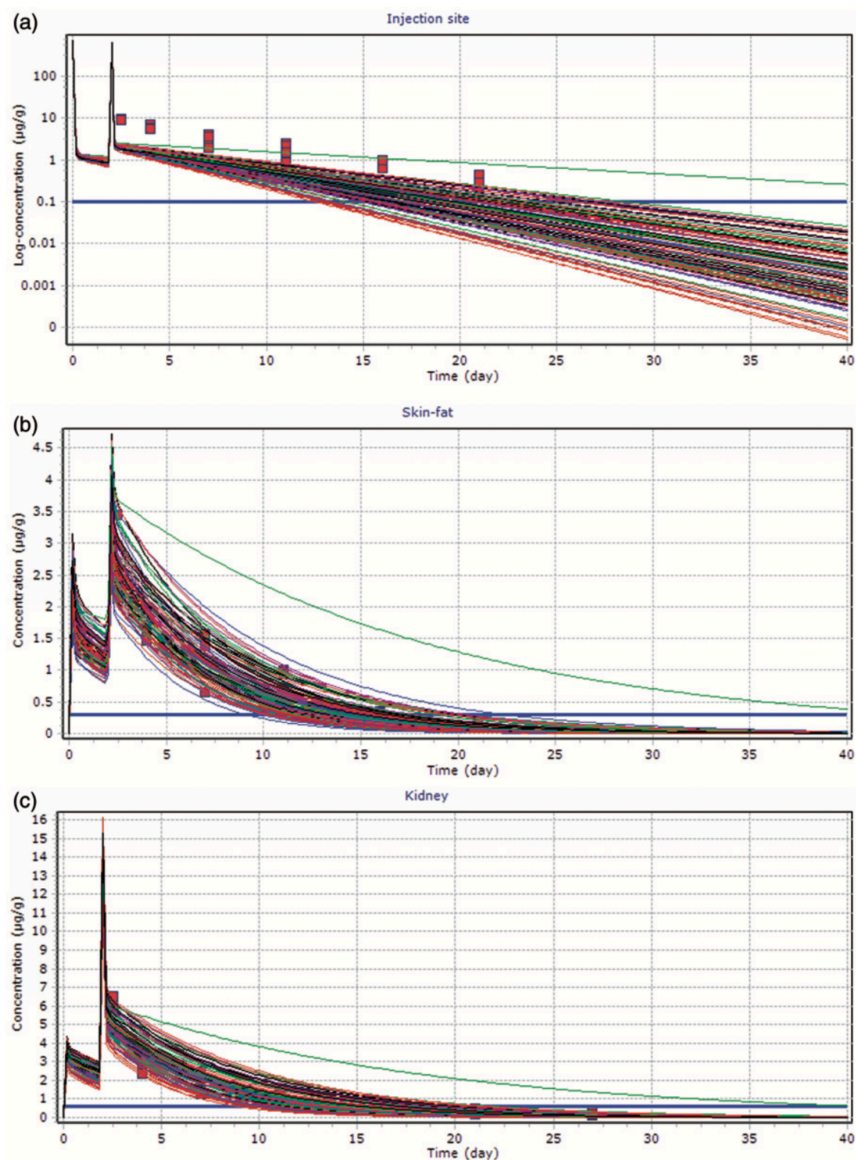 (a)
Injection site
Log-concentration (µg/g)
100
10
1
0.1
0.01
0.001
0
0 5 10 15 20 25 30 35 40
Time (day)
(b)
Skin-fat
Concentration (µg/g)
4.5
4
3.5
3
2.5
2
1.5
1
0.5
0
0 5 10 15 20 25 30 35 40
Time (day)
(c)
Kidney
Concentration (µg/g)
16
15
14
13
12
11
10
9
8
7
6
5
4
3
2
1
0
0 5 10 15 20 25 30 35 40
Time (day)